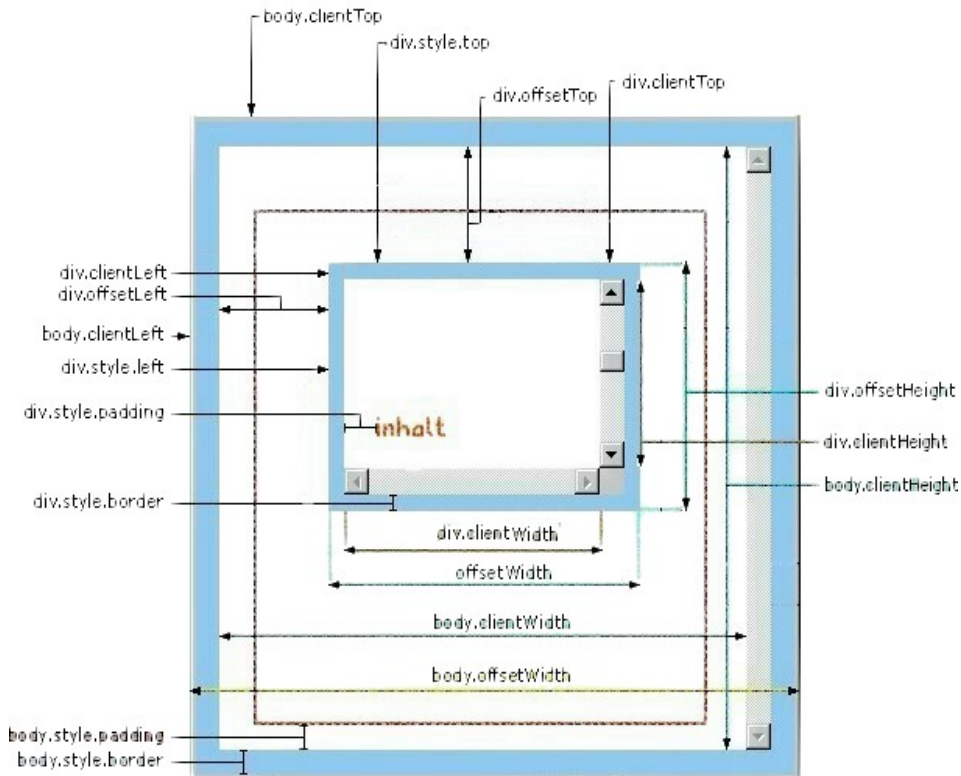 body.clientTop
div.style.top
div.clientTop
div.offsetTop
div.clientLeft
div.offsetLeft
body.clientLeft
div.style.left
div.offsetHeight
div.style.padding
inhalt
div.clientHeight
body.clientHeight
div.style.border
div.clientWidth
offsetWidth
body.clientWidth
body.offsetWidth
body.style.padding
body.style.border